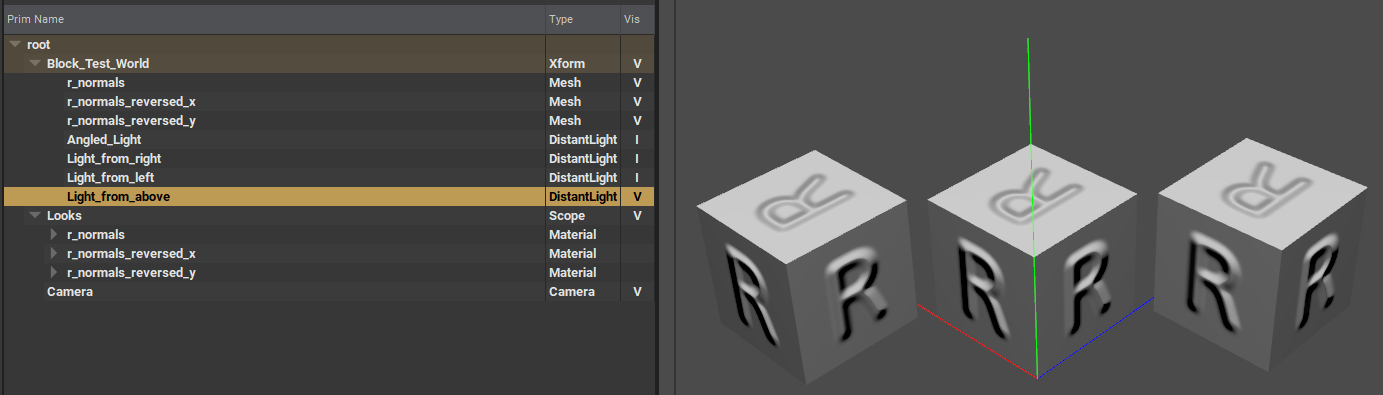 Prim Name Type Vis
root
Block_Test_World Xform V
r_normals Mesh V
r_normals_reversed_x Mesh V
r_normals_reversed_y Mesh V
Angled_Light DistantLight I
Light_from_right DistantLight I
Light_from_left DistantLight I
Light_from_above DistantLight V
Looks Scope V
r_normals Material
r_normals_reversed_x Material
r_normals_reversed_y Material
Camera Camera V
R R R
R R R R R R